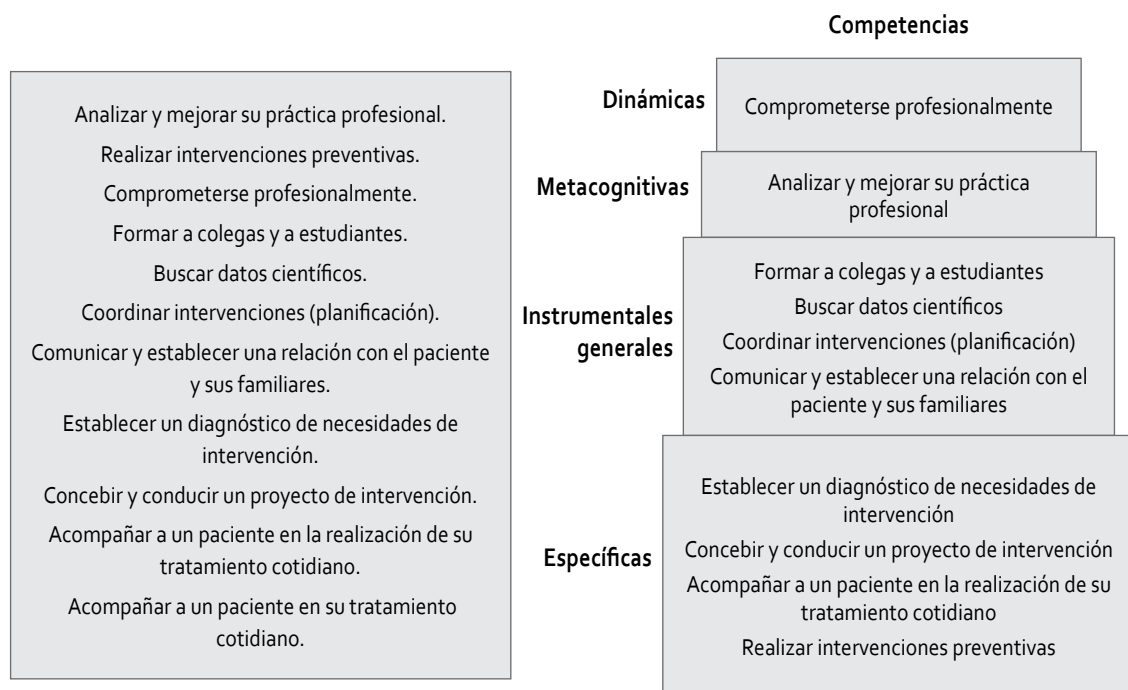 Analizar y mejorar su práctica profesional.
Realizar intervenciones preventivas.
Comprometerse profesionalmente.
Formar a colegas y a estudiantes.
Buscar datos científicos.
Coordinar intervenciones (planificación).
Comunicar y establecer una relación con el paciente
y sus familiares.
Establecer un diagnóstico de necesidades de
intervención.
Concebir y conducir un proyecto de intervención.
Acompañar a un paciente en la realización de su
tratamiento cotidiano.
Acompañar a un paciente en su tratamiento
cotidiano.
Competencias
Dinámicas
Comprometerse profesionalmente
Metacognitivas
Analizar y mejorar su práctica
profesional
Instrumentales
generales
Formar a colegas y a estudiantes
Buscar datos científicos
Coordinar intervenciones (planificación)
Comunicar y establecer una relación con el
paciente y sus familiares
Específicas
Establecer un diagnóstico de necesidades de
intervención
Concebir y conducir un proyecto de intervención
Acompañar a un paciente en la realización de su
tratamiento cotidiano
Realizar intervenciones preventivas